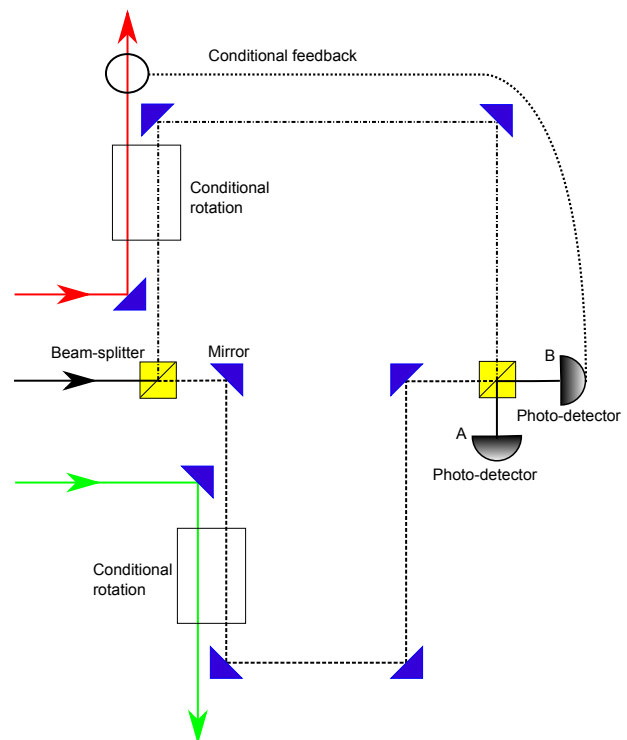 Conditional feedback
Conditional
rotation
Beam-splitter
Mirror
B
Photo-detector
A
Photo-detector
Conditional
rotation